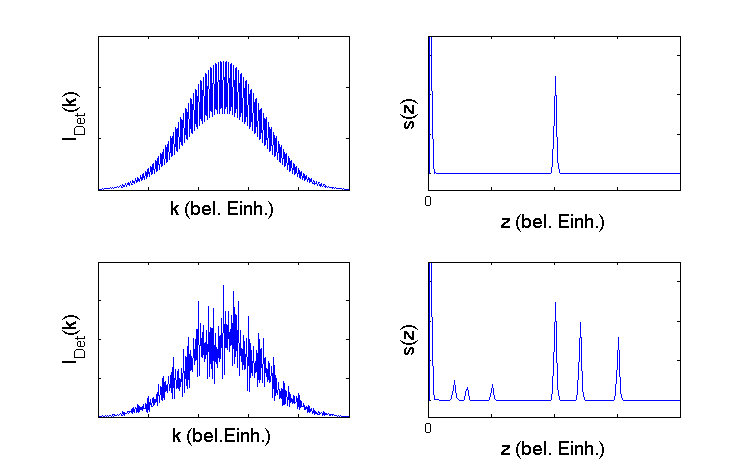 I_Det(k)
k (bel. Einh.)
s(z)
0
z (bel. Einh.)
I_Det(k)
k (bel.Einh.)
s(z)
0
z (bel. Einh.)